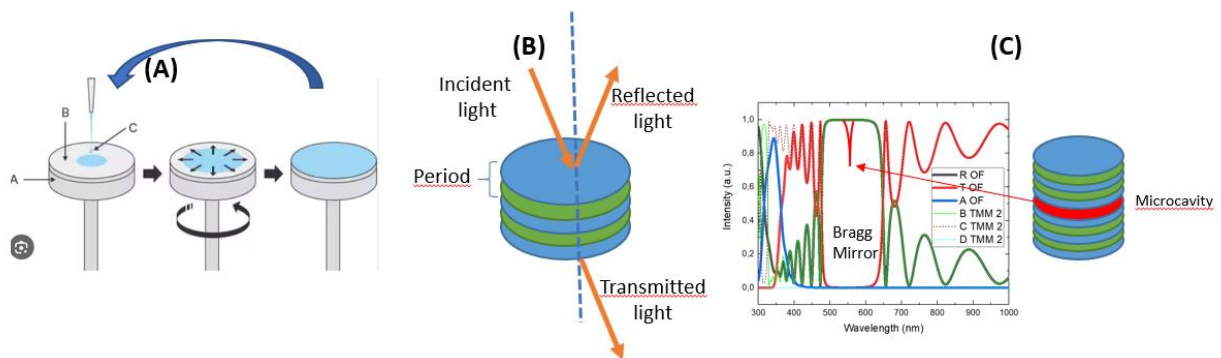 (A)
B
C
A
(B)
Incident
light
Reflected
light
Period
Transmitted
light
(C)
1,0
0,8
0,6
0,4
0,2
0,0
Intensity (a.u.)
R OF
T OF
A OF
B TMM 2
C TMM 2
D TMM 2
Bragg
Mirror
300 400 500 600 700 800 900 1000
Wavelength (nm)
Microcavity